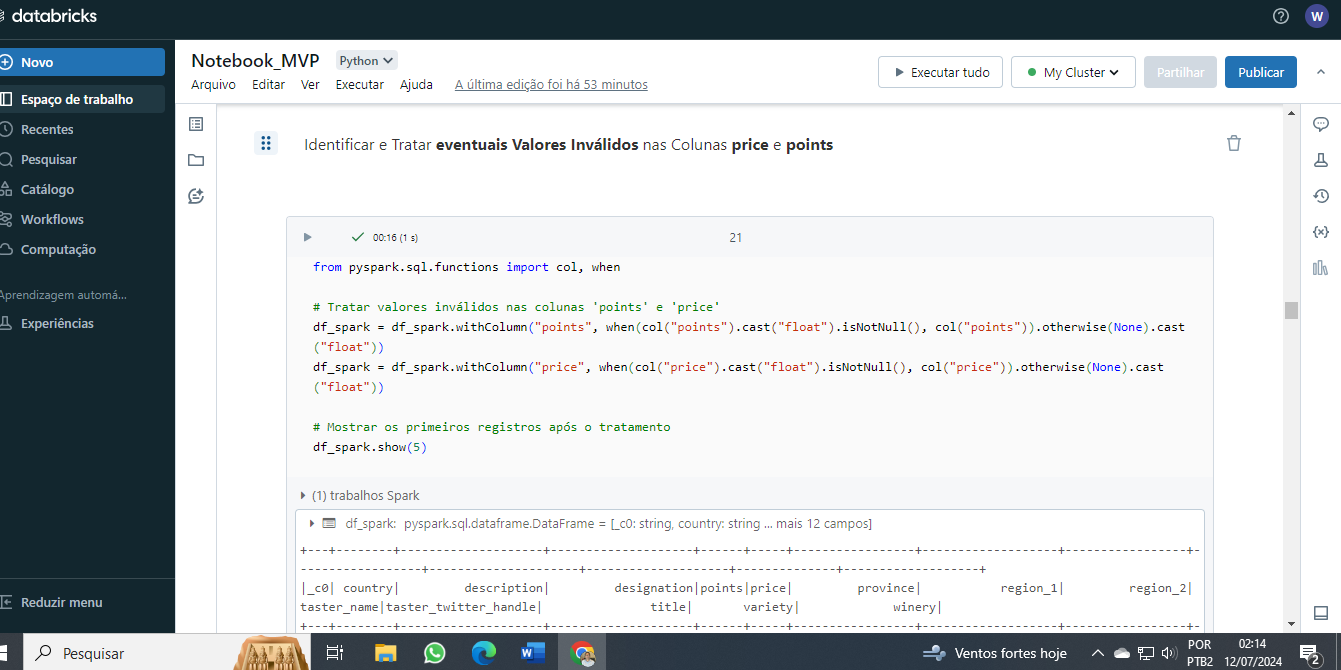 databricks
W
Novo
Espaço de trabalho
Recentes
Pesquisar
Catálogo
Workflows
Computação
Aprendizagem automá...
Experiências
Reduzir menu
Notebook_MVP Python
Arquivo Editar Ver Executar Ajuda A última edição foi há 53 minutos
Executar tudo My Cluster Partilhar Publicar
Identificar e Tratar eventuais Valores Inválidos nas Colunas price e points
00:16 (1 s) 21
from pyspark.sql.functions import col, when
# Tratar valores inválidos nas colunas 'points' e 'price'
df_spark = df_spark.withColumn("points", when(col("points").cast("float").isNotNull(), col("points")).otherwise(None).cast
("float"))
df_spark = df_spark.withColumn("price", when(col("price").cast("float").isNotNull(), col("price")).otherwise(None).cast
("float"))
# Mostrar os primeiros registros após o tratamento
df_spark.show(5)
(1) trabalhos Spark
df_spark: pyspark.sql.dataframe.DataFrame = [_c0: string, country: string ... mais 12 campos]
+---+--------+--------------------+--------------------+------+-----+-----------------+-------------------+-----------------+-
-----------------+---------------------+--------------------+--------------+-------------------+
|_c0| country| description| designation|points|price| province| region_1| region_2|
taster_name|taster_twitter_handle| title| variety| winery|
+---+--------+--------------------+--------------------+------+-----+-----------------+-------------------+-----------------+-
Pesquisar
Ventos fortes hoje
POR
PTB2
02:14
12/07/2024
2